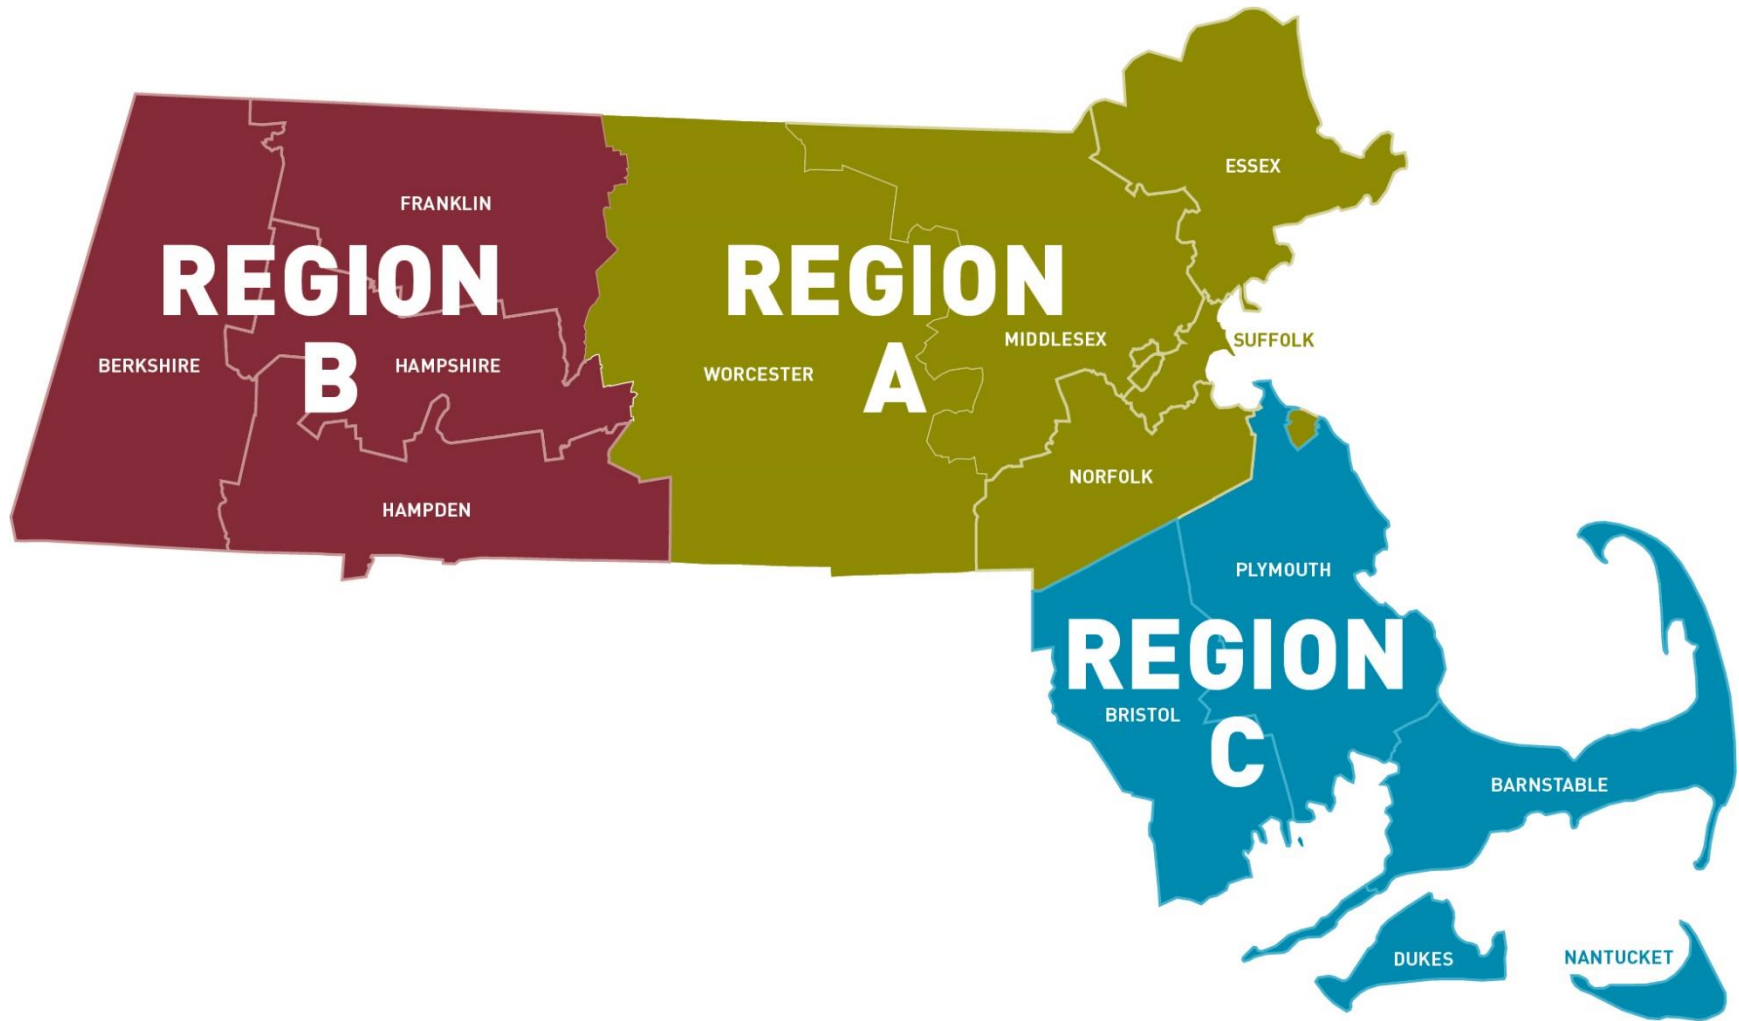 ESSEX
FRANKLIN
REGION
B
BERKSHIRE
HAMPSHIRE
HAMPDEN
REGION
A
MIDDLESEX
SUFFOLK
WORCESTER
NORFOLK
PLYMOUTH
REGION
C
BRISTOL
BARNSTABLE
DUKES
NANTUCKET